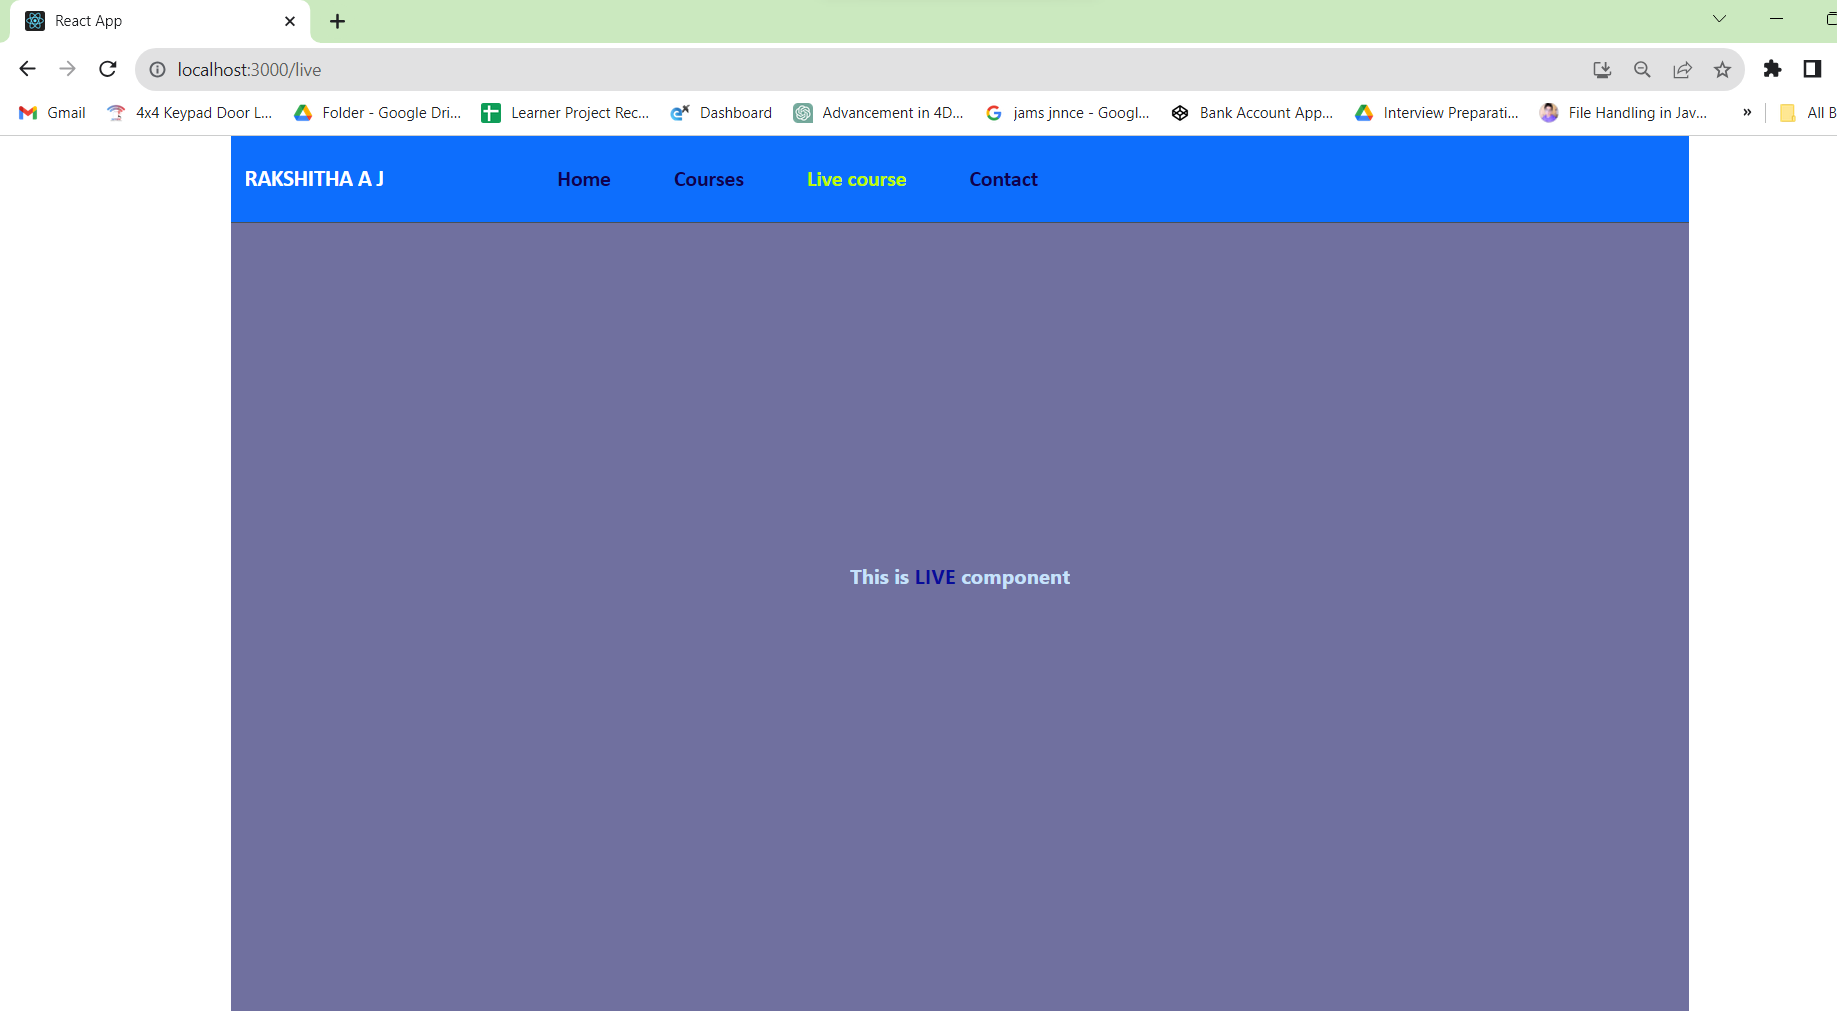 React App
localhost:3000/live
Gmail 4x4 Keypad Door L... Folder - Google Dri... Learner Project Rec... Dashboard Advancement in 4D... jams jnnce - Googl... Bank Account App... Interview Preparati... File Handling in Jav... » All B
RAKSHITHA A J Home Courses Live course Contact
This is LIVE component